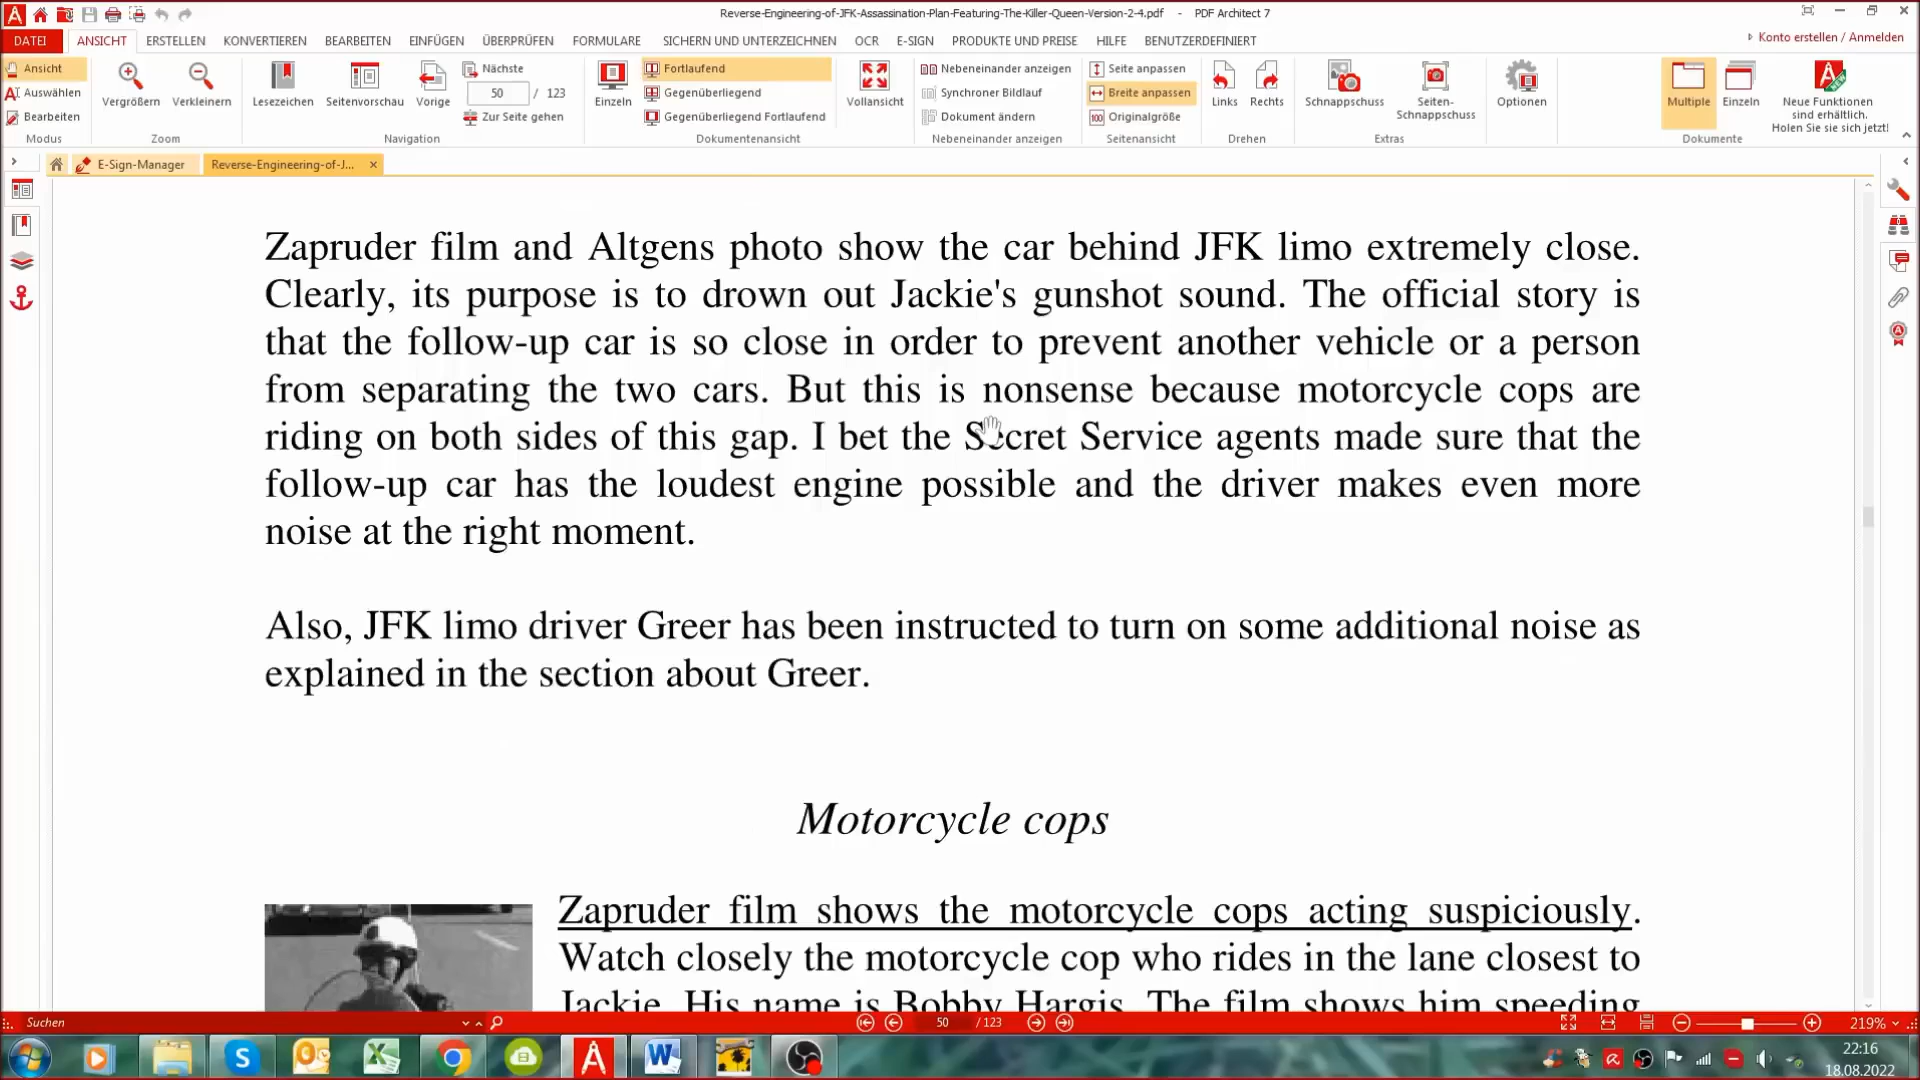 Reverse-Engineering-of-JFK-Assassination-Plan-Featuring-The-Killer-Queen-Version-2-4.pdf - PDF Architect 7
DATEI ANSICHT ERSTELLEN KONVERTIEREN BEARBEITEN EINFÜGEN ÜBERPRÜFEN FORMULARE SICHERN UND UNTERZEICHNEN OCR E-SIGN PRODUKTE UND PREISE HILFE BENUTZERDEFINIERT Konto erstellen / Anmelden
Ansicht
Auswählen
Bearbeiten
Modus
Vergrößern
Verkleinern
Zoom
Lesezeichen
Seitenvorschau
Vorige
Nächste
50 / 123
Zur Seite gehen
Navigation
Einzeln
Fortlaufend
Gegenüberliegend
Gegenüberliegend Fortlaufend
Dokumentenansicht
Vollansicht
Nebeneinander anzeigen
Synchroner Bildlauf
Dokument ändern
Nebeneinander anzeigen
Seite anpassen
Breite anpassen
Originalgröße
Seitenansicht
Links
Rechts
Drehen
Schnappschuss
Seiten-
Schnappschuss
Extras
Optionen
Multiple
Einzeln
Dokumente
Neue Funktionen
sind erhältlich.
Holen Sie sie sich jetzt!
E-Sign-Manager
Reverse-Engineering-of-J...
Zapruder film and Altgens photo show the car behind JFK limo extremely close.
Clearly, its purpose is to drown out Jackie's gunshot sound. The official story is
that the follow-up car is so close in order to prevent another vehicle or a person
from separating the two cars. But this is nonsense because motorcycle cops are
riding on both sides of this gap. I bet the Secret Service agents made sure that the
follow-up car has the loudest engine possible and the driver makes even more
noise at the right moment.
Also, JFK limo driver Greer has been instructed to turn on some additional noise as
explained in the section about Greer.
Motorcycle cops
Zapruder film shows the motorcycle cops acting suspiciously.
Watch closely the motorcycle cop who rides in the lane closest to
Jackie. His name is Bobby Hargis. The film shows him speeding
Suchen
50 / 123
219%
22:16
18.08.2022